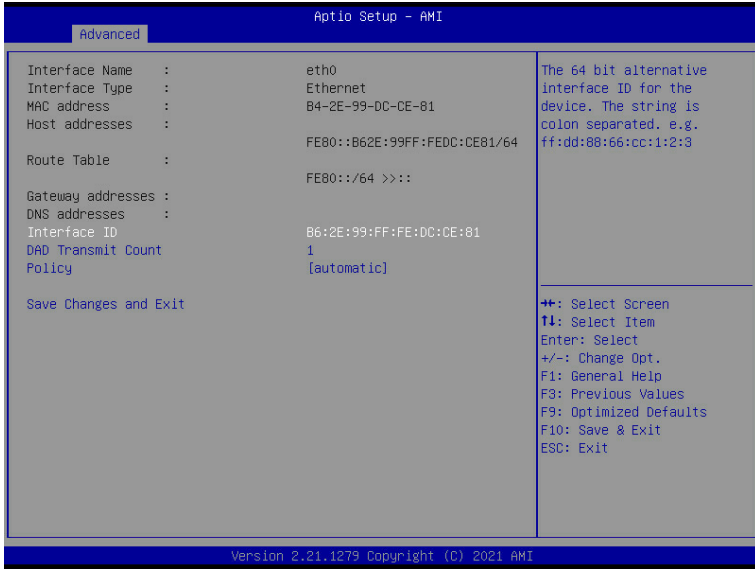 Aptio Setup – AMI
Advanced
Interface Name :              eth0
Interface Type :              Ethernet
MAC address :              B4-2E-99-DC-CE-81
Host addresses :
FE80::B62E:99FF:FEDC:CE81/64
Route Table :
FE80::/64 >>::
Gateway addresses :
DNS addresses :
Interface ID              B6:2E:99:FF:FE:DC:CE:81
DAD Transmit Count              1
Policy              [automatic]
Save Changes and Exit
The 64 bit alternative
interface ID for the
device. The string is
colon separated. e.g.
ff:dd:88:66:cc:1:2:3
→←: Select Screen
↑↓: Select Item
Enter: Select
+/-: Change Opt.
F1: General Help
F3: Previous Values
F9: Optimized Defaults
F10: Save & Exit
ESC: Exit
Version 2.21.1279 Copyright (C) 2021 AMI